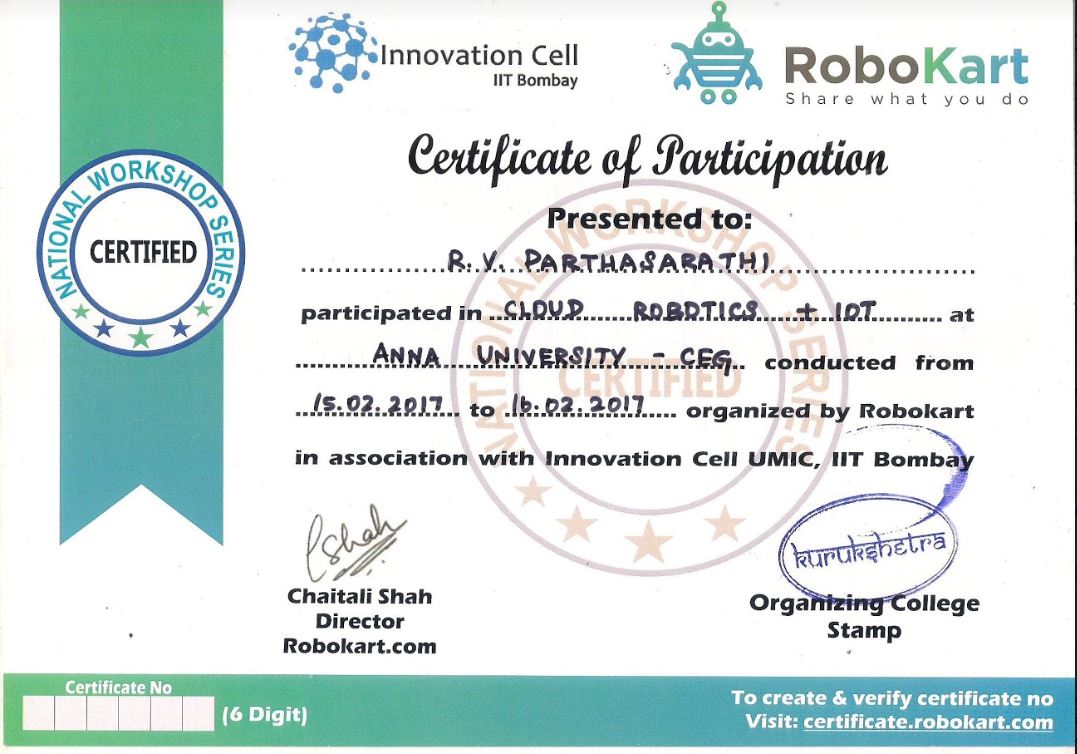 Innovation Cell
IIT Bombay
RoboKart
Share what you do
Certificate of Participation
NATIONAL WORKSHOP SERIES
CERTIFIED
NATIONAL WORKSHOP SERIES
CERTIFIED
Presented to:
R.V. PARTHASARATHI
participated in CLOUD ROBOTICS + IOT at
ANNA UNIVERSITY - CEG conducted from
15.02.2017 to 16.02.2017 organized by Robokart
in association with Innovation Cell UMIC, IIT Bombay
CShah
kurukshetra
Chaitali Shah
Director
Robokart.com
Organizing College
Stamp
Certificate No
(6 Digit)
To create & verify certificate no
Visit: certificate.robokart.com